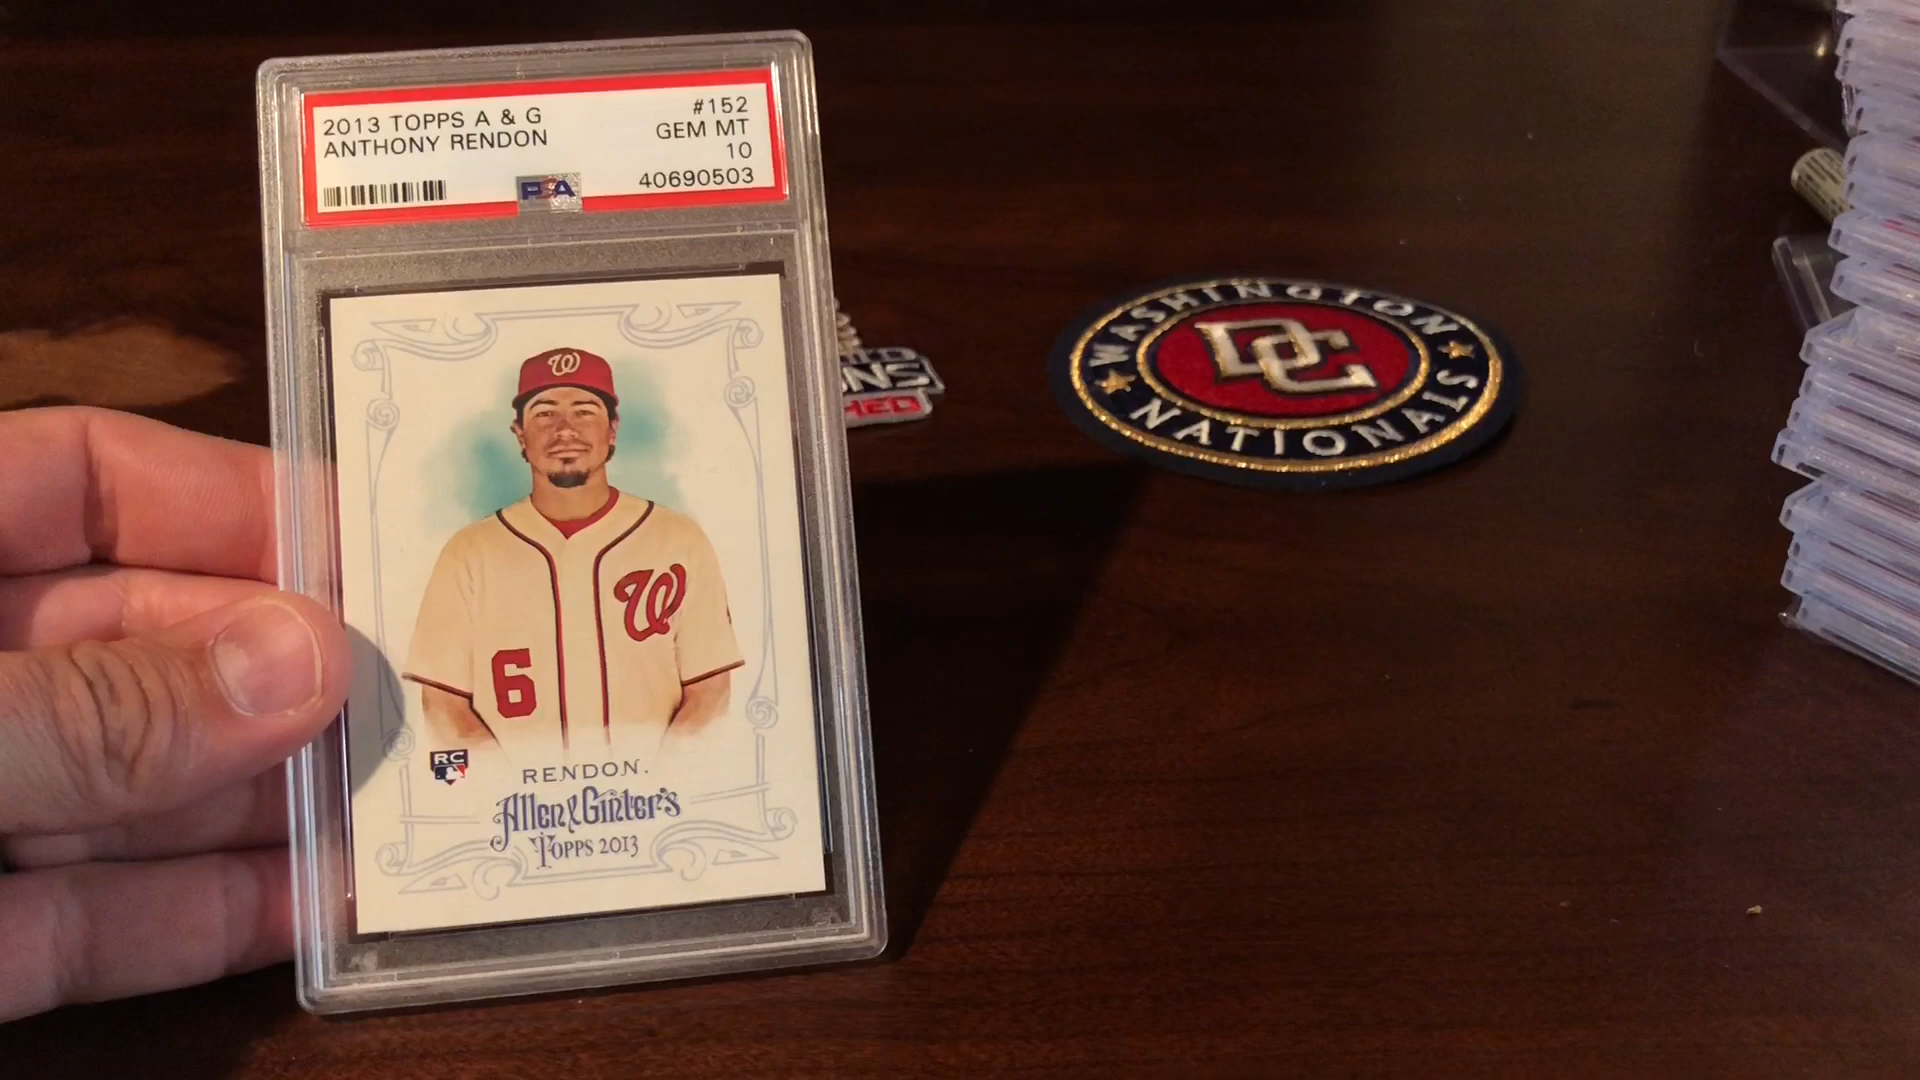 2013 TOPPS A & G
ANTHONY RENDON
#152
GEM MT
10
40690503
PSA
W
W
6
RC
RENDON.
Allen & Ginter's
TOPPS 2013
WASHINGTON
DC
NATIONALS